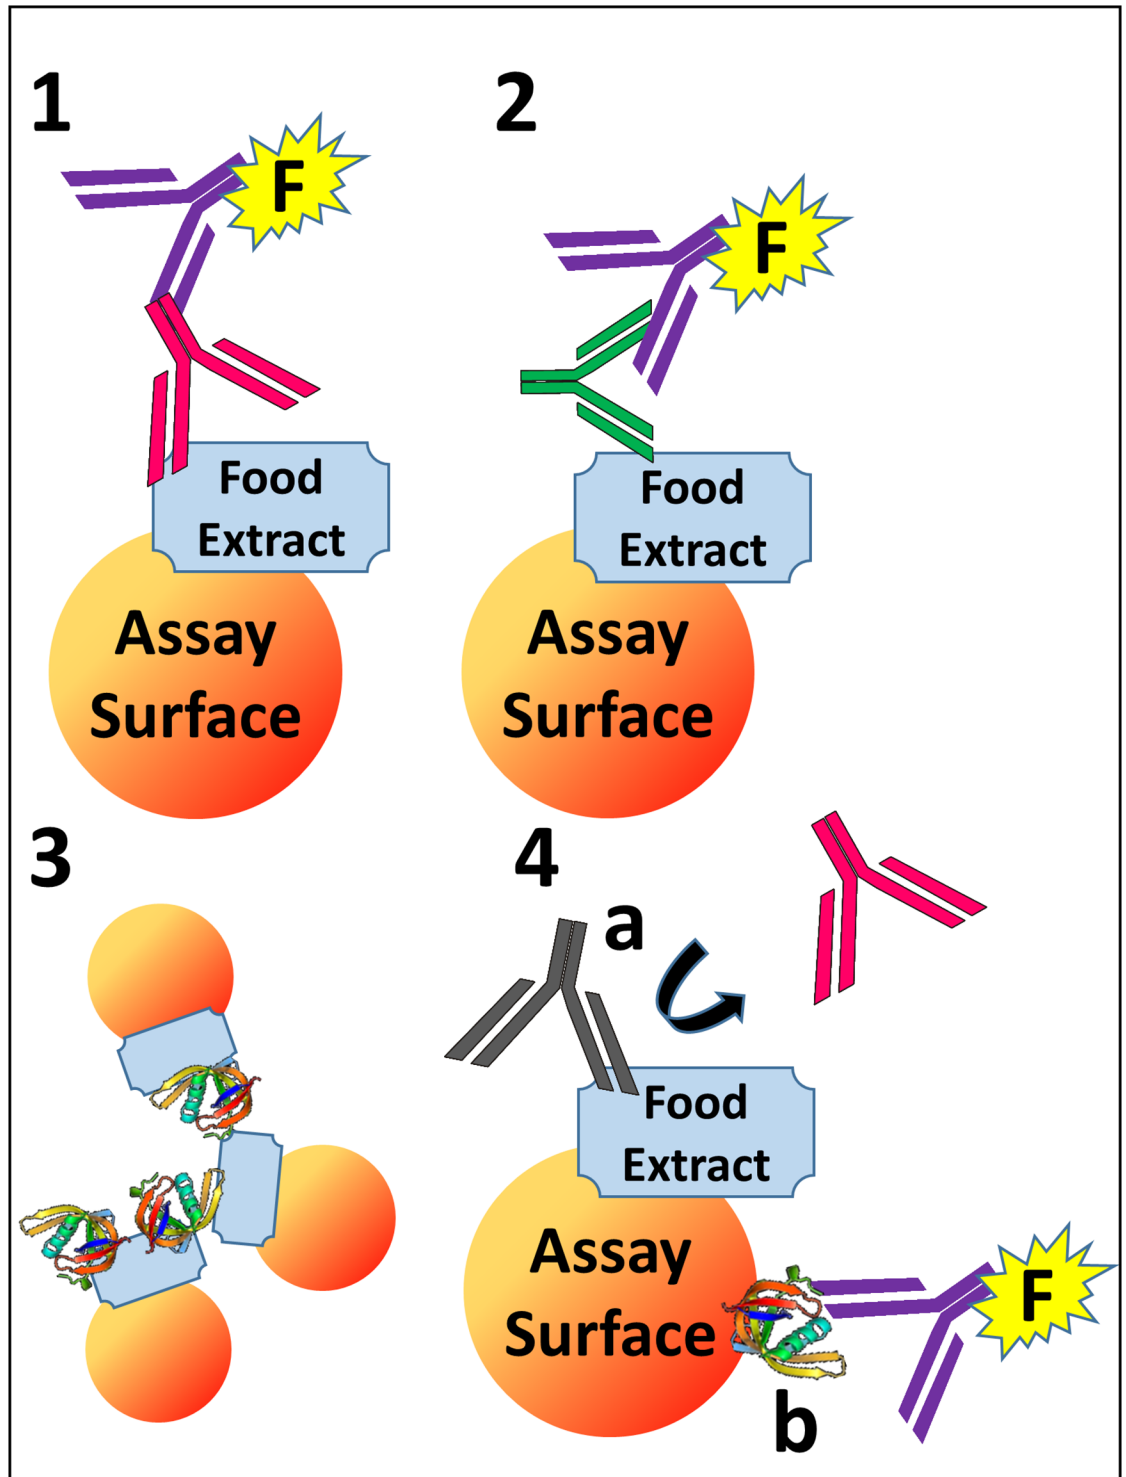 1
F
Food
Extract
Assay
Surface
2
F
Food
Extract
Assay
Surface
3
4
a
Food
Extract
Assay
Surface
F
b